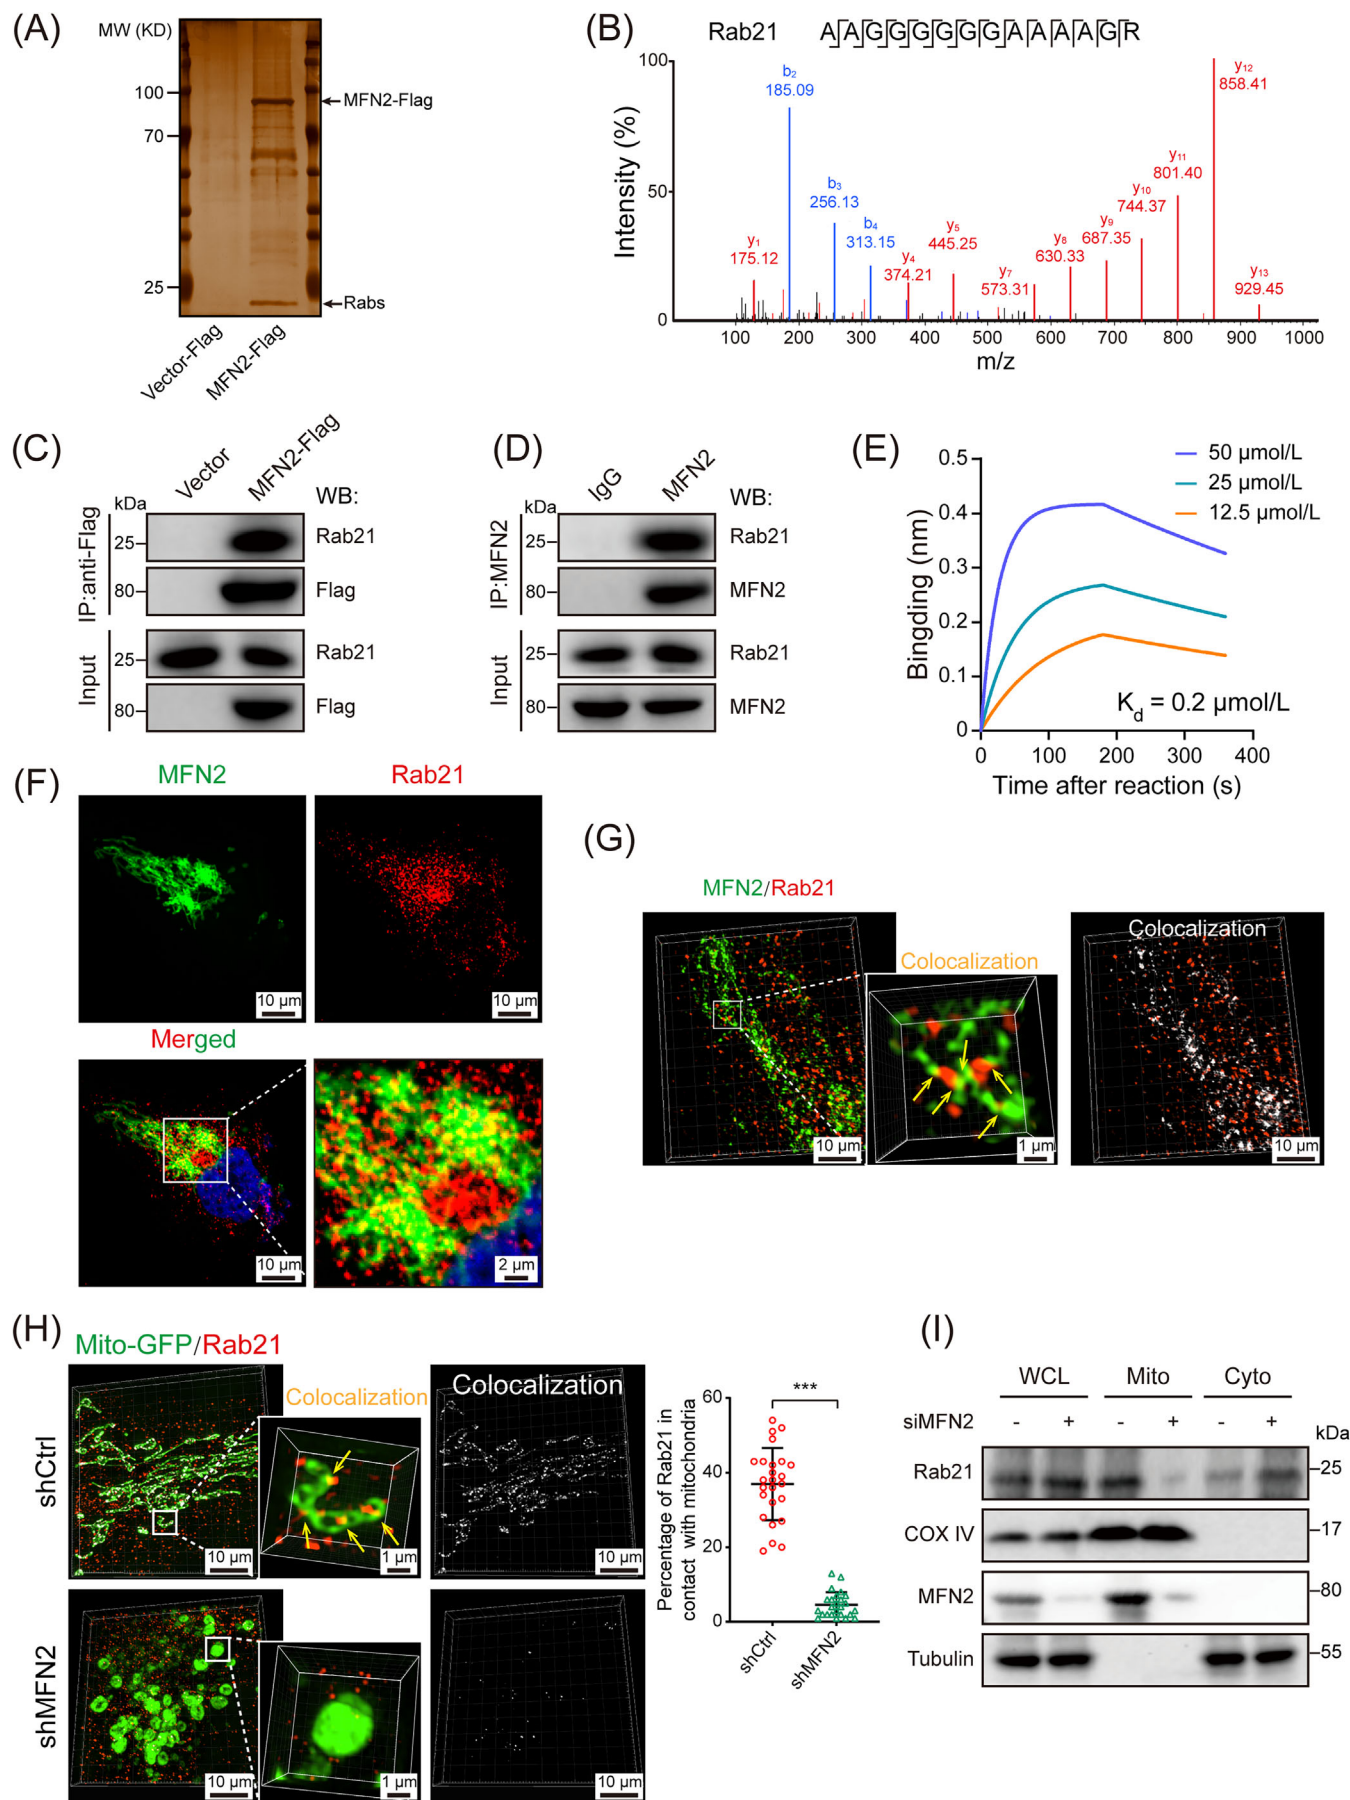 (A)
MW (KD)
100
70
25
MFN2-Flag
Rabs
Vector-Flag
MFN2-Flag
(B)
Rab21
AAGGGGGGAAAAGR
Intensity (%)
100
50
0
y1
175.12
b2
185.09
b3
256.13
b4
313.15
y4
374.21
y5
445.25
y7
573.31
y8
630.33
y9
687.35
y10
744.37
y11
801.40
y12
858.41
y13
929.45
100 200 300 400 500 600 700 800 900 1000
m/z
(C)
Vector
MFN2-Flag
kDa
WB:
IP:anti-Flag
25
Rab21
80
Flag
Input
25
Rab21
80
Flag
(D)
IgG
MFN2
kDa
WB:
IP:MFN2
25
Rab21
80
MFN2
Input
25
Rab21
80
MFN2
(E)
50 µmol/L
25 µmol/L
12.5 µmol/L
Bingding (nm)
0.5
0.4
0.3
0.2
0.1
0
Kd = 0.2 µmol/L
0 100 200 300 400
Time after reaction (s)
(F)
MFN2
Rab21
10 µm
10 µm
Merged
10 µm
2 µm
(G)
MFN2/Rab21
10 µm
Colocalization
1 µm
Colocalization
10 µm
(H)
Mito-GFP/Rab21
shCtrl
10 µm
Colocalization
1 µm
Colocalization
10 µm
shMFN2
10 µm
1 µm
10 µm
Percentage of Rab21 in
contact with mitochondria
60
40
20
0
***
shCtrl
shMFN2
(I)
WCL Mito Cyto
siMFN2 - + - + - +
kDa
Rab21
25
COX IV
17
MFN2
80
Tubulin
55